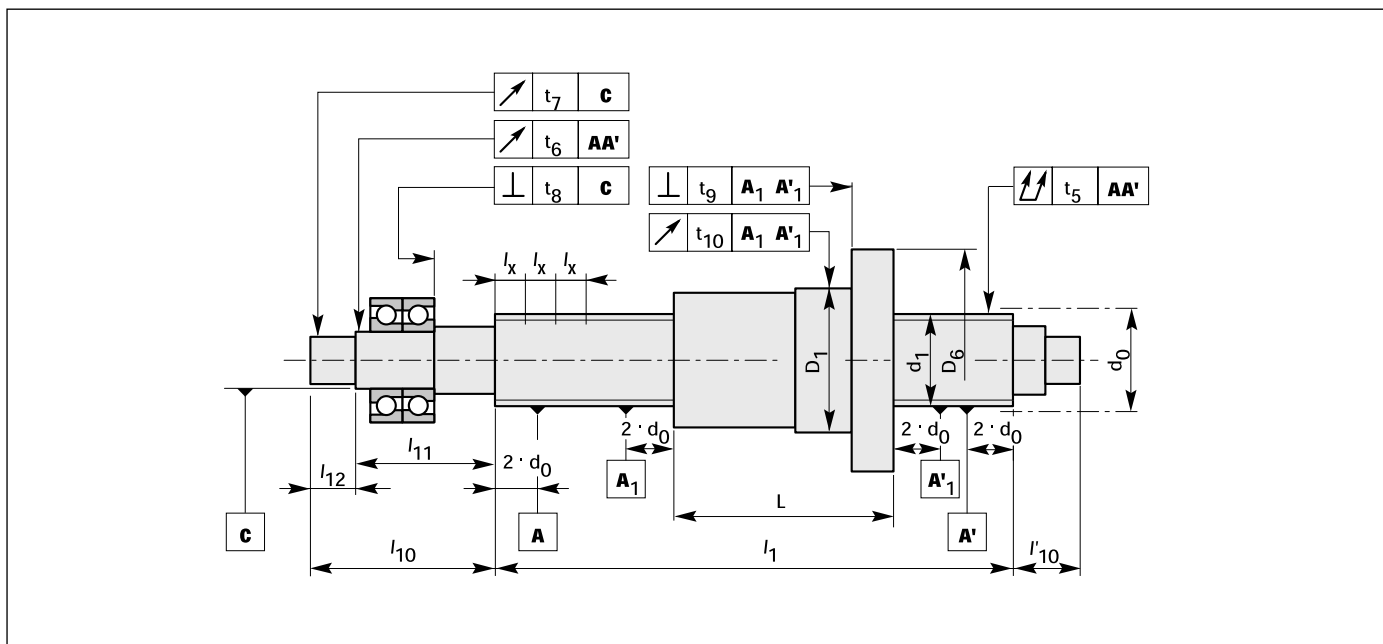 t7 C
t6 AA'
t8 C
t9 A1 A'1
t10 A1 A'1
t5 AA'
lx lx lx
D1
d1
D6
d0
2 · d0
2 · d0
2 · d0
2 · d0
l11
l12
A1
A'1
L
C
A
A'
l10
l1
l'10